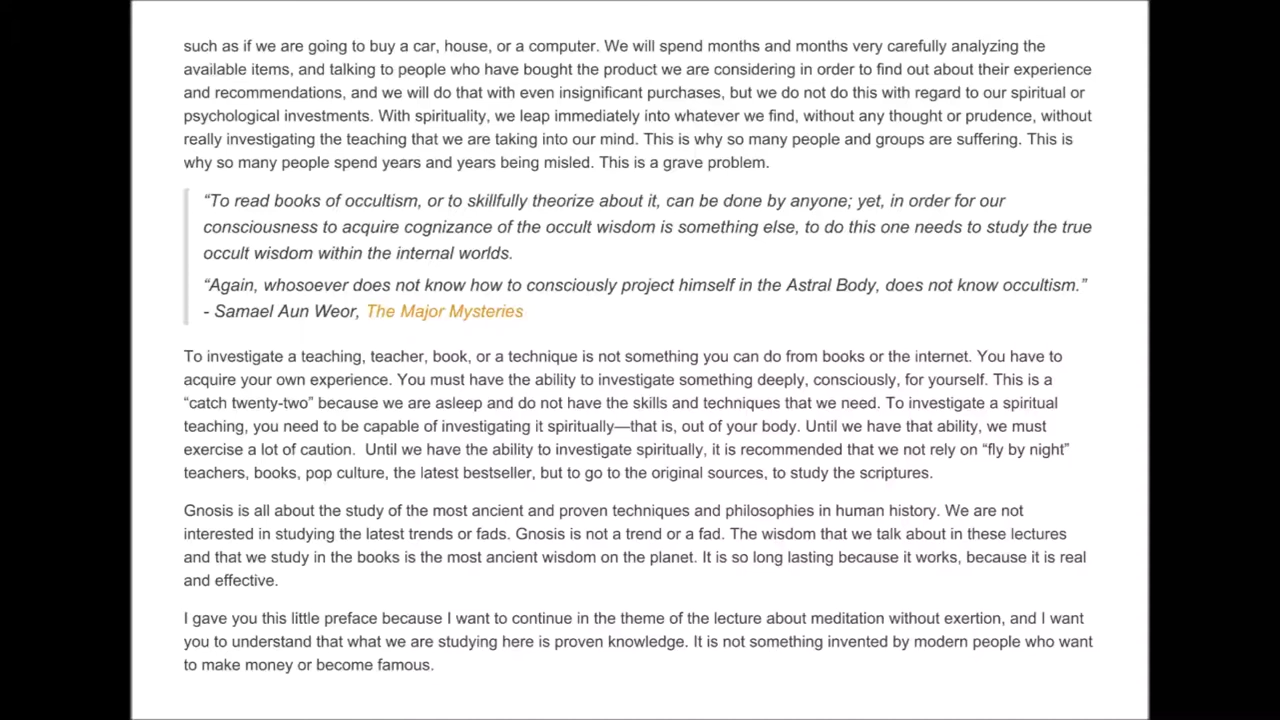 such as if we are going to buy a car, house, or a computer. We will spend months and months very carefully analyzing the
available items, and talking to people who have bought the product we are considering in order to find out about their experience
and recommendations, and we will do that with even insignificant purchases, but we do not do this with regard to our spiritual or
psychological investments. With spirituality, we leap immediately into whatever we find, without any thought or prudence, without
really investigating the teaching that we are taking into our mind. This is why so many people and groups are suffering. This is
why so many people spend years and years being misled. This is a grave problem.
“To read books of occultism, or to skillfully theorize about it, can be done by anyone; yet, in order for our
consciousness to acquire cognizance of the occult wisdom is something else, to do this one needs to study the true
occult wisdom within the internal worlds.
“Again, whosoever does not know how to consciously project himself in the Astral Body, does not know occultism.”
- Samael Aun Weor, The Major Mysteries
To investigate a teaching, teacher, book, or a technique is not something you can do from books or the internet. You have to
acquire your own experience. You must have the ability to investigate something deeply, consciously, for yourself. This is a
“catch twenty-two” because we are asleep and do not have the skills and techniques that we need. To investigate a spiritual
teaching, you need to be capable of investigating it spiritually—that is, out of your body. Until we have that ability, we must
exercise a lot of caution.  Until we have the ability to investigate spiritually, it is recommended that we not rely on “fly by night”
teachers, books, pop culture, the latest bestseller, but to go to the original sources, to study the scriptures.
Gnosis is all about the study of the most ancient and proven techniques and philosophies in human history. We are not
interested in studying the latest trends or fads. Gnosis is not a trend or a fad. The wisdom that we talk about in these lectures
and that we study in the books is the most ancient wisdom on the planet. It is so long lasting because it works, because it is real
and effective.
I gave you this little preface because I want to continue in the theme of the lecture about meditation without exertion, and I want
you to understand that what we are studying here is proven knowledge. It is not something invented by modern people who want
to make money or become famous.